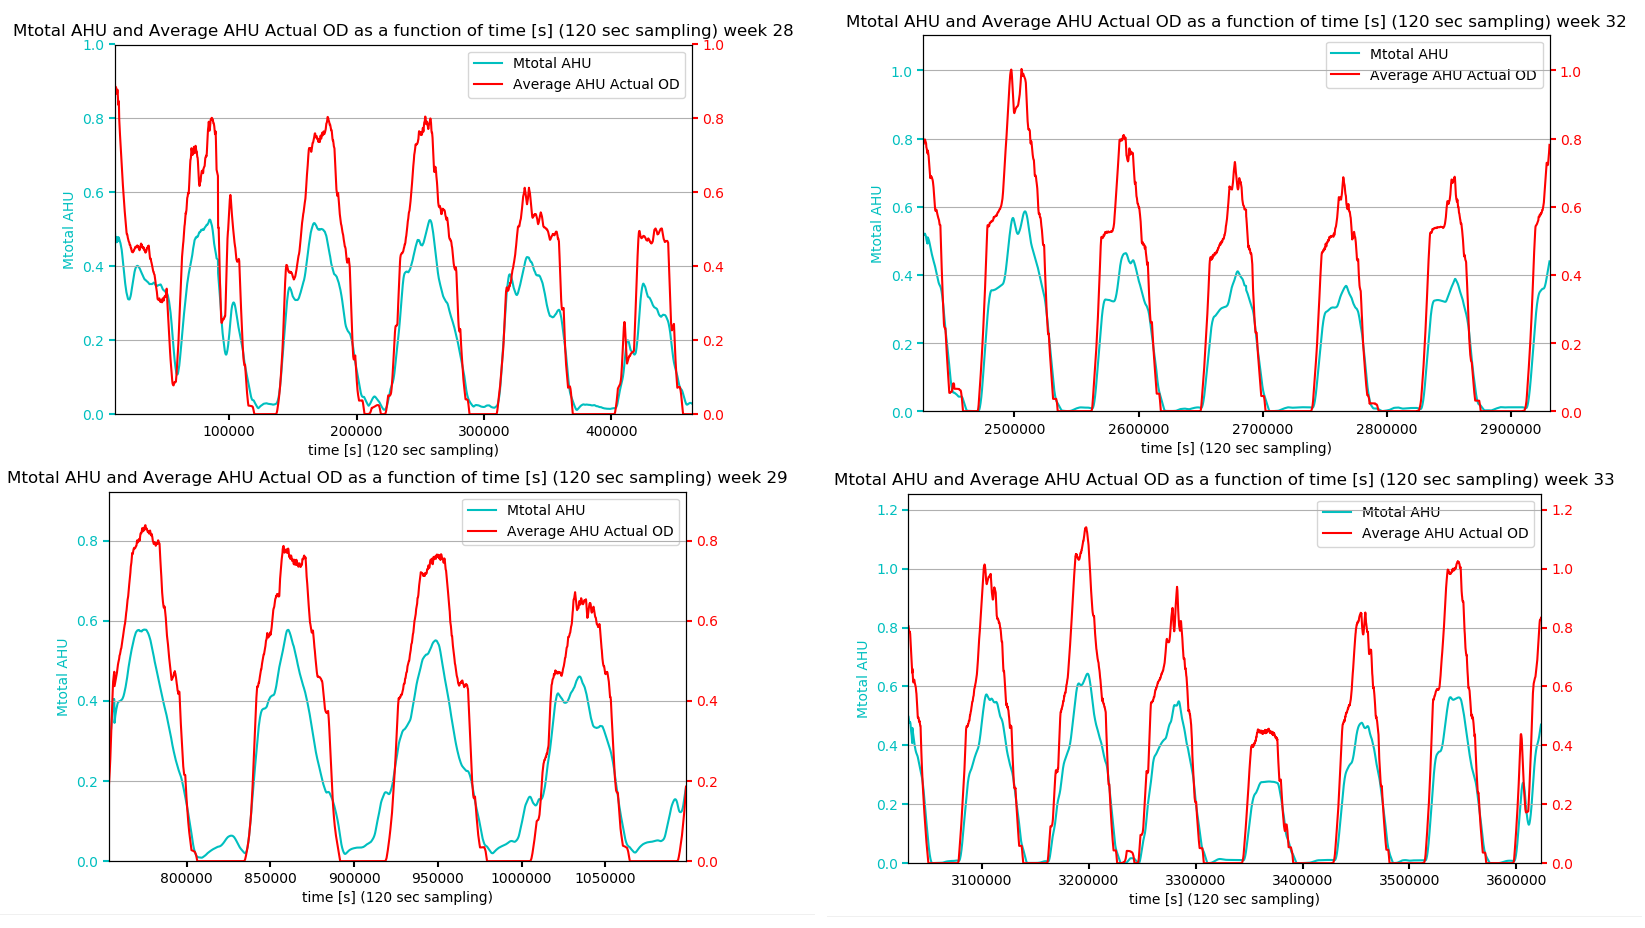 Mtotal AHU and Average AHU Actual OD as a function of time [s] (120 sec sampling) week 28
1.0
0.8
0.6
0.4
0.2
0.0
Mtotal AHU
Mtotal AHU
Average AHU Actual OD
1.0
0.8
0.6
0.4
0.2
0.0
100000 200000 300000 400000
time [s] (120 sec sampling)
Mtotal AHU and Average AHU Actual OD as a function of time [s] (120 sec sampling) week 32
1.0
0.8
0.6
0.4
0.2
0.0
Mtotal AHU
Mtotal AHU
Average AHU Actual OD
1.0
0.8
0.6
0.4
0.2
0.0
2500000 2600000 2700000 2800000 2900000
time [s] (120 sec sampling)
Mtotal AHU and Average AHU Actual OD as a function of time [s] (120 sec sampling) week 29
0.8
0.6
0.4
0.2
0.0
Mtotal AHU
Mtotal AHU
Average AHU Actual OD
0.8
0.6
0.4
0.2
0.0
800000 850000 900000 950000 1000000 1050000
time [s] (120 sec sampling)
Mtotal AHU and Average AHU Actual OD as a function of time [s] (120 sec sampling) week 33
1.2
1.0
0.8
0.6
0.4
0.2
0.0
Mtotal AHU
Mtotal AHU
Average AHU Actual OD
1.2
1.0
0.8
0.6
0.4
0.2
0.0
3100000 3200000 3300000 3400000 3500000 3600000
time [s] (120 sec sampling)